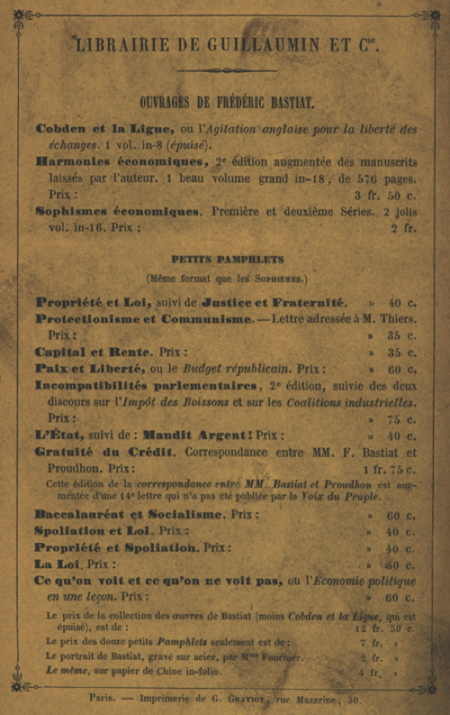 LIBRAIRIE DE GUILLAUMIN ET Cie.
OUVRAGES DE FRÉDÉRIC BASTIAT.
Cobden et la Ligue, ou l'Agitation anglaise pour la liberté des
échanges. 1 vol. in-8 (épuisé).
Harmonies économiques, 2e édition augmentée des manuscrits
laissés par l'auteur. 1 beau volume grand in-18, de 576 pages.
Prix : 3 fr. 50 c.
Sophismes économiques. Première et deuxième Séries. 2 jolis
vol. in-16. Prix : 2 fr.
PETITS PAMPHLETS
(Même format que les SOPHISMES.)
Propriété et Loi, suivi de Justice et Fraternité. » 40 c.
Protectionisme et Communisme. — Lettre adressée à M. Thiers.
Prix : » 35 c.
Capital et Rente. Prix : » 35 c.
Paix et Liberté, ou le Budget républicain. Prix : » 60 c.
Incompatibilités parlementaires, 2e édition, suivie des deux
discours sur l'Impôt des Boissons et sur les Coalitions industrielles.
Prix : » 75 c.
L'État, suivi de : Maudit Argent! Prix : » 40 c.
Gratuité du Crédit. Correspondance entre MM. F. Bastiat et
Proudhon. Prix : 1 fr. 75 c.
Cette édition de la correspondance entre MM. Bastiat et Proudhon est aug-
mentée d'une 14e lettre qui n'a pas été publiée par la Voix du Peuple.
Baccalauréat et Socialisme. Prix : » 60 c.
Spoliation et Loi. Prix : » 40 c.
Propriété et Spoliation. Prix : » 40 c.
La Loi. Prix : » 60 c.
Ce qu'on voit et ce qu'on ne voit pas, ou l'Économie politique
en une leçon. Prix : » 60 c.
Le prix de la collection des œuvres de Bastiat (moins Cobden et la Ligue, qui est
épuisé), est de : 12 fr. 50 c.
Le prix des douze petits Pamphlets seulement est de : 7 fr. »
Le portrait de Bastiat, gravé sur acier, par Mme Fournier. 2 fr. »
Le même, sur papier de Chine in-folio. 4 fr. »
Paris. — Imprimerie de G. GRATIOT, rue Mazarine, 30.